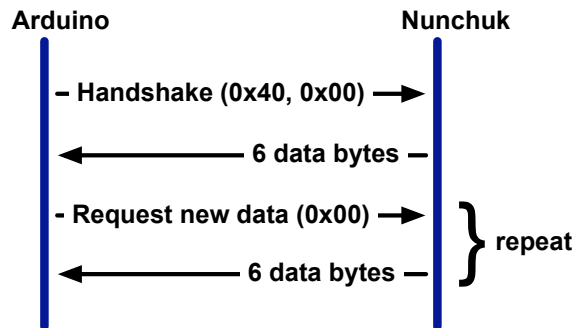 Arduino
Nunchuk
Handshake (0x40, 0x00)
6 data bytes
Request new data (0x00)
repeat
6 data bytes